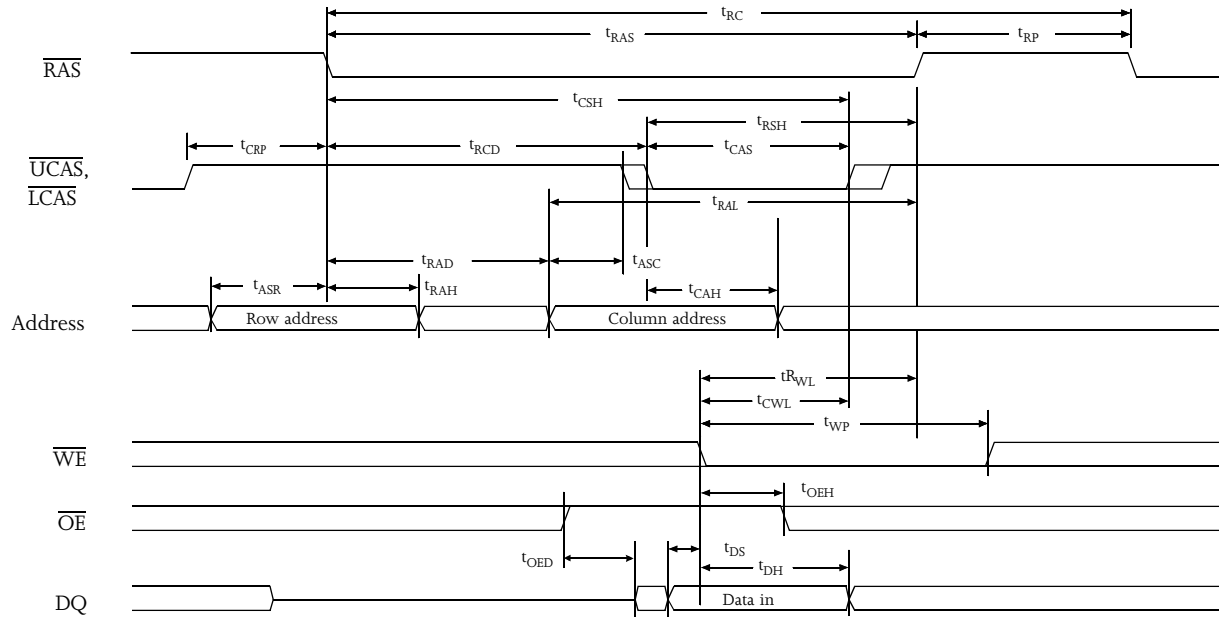 tRC
tRAS
tRP
RAS
tCSH
tRSH
tCRP
tRCD
tCAS
UCAS,
LCAS
tRAL
tRAD
tASC
tASR
tRAH
tCAH
Address
Row address
Column address
tRWL
tCWL
tWP
WE
tOEH
OE
tOED
tDS
tDH
DQ
Data in